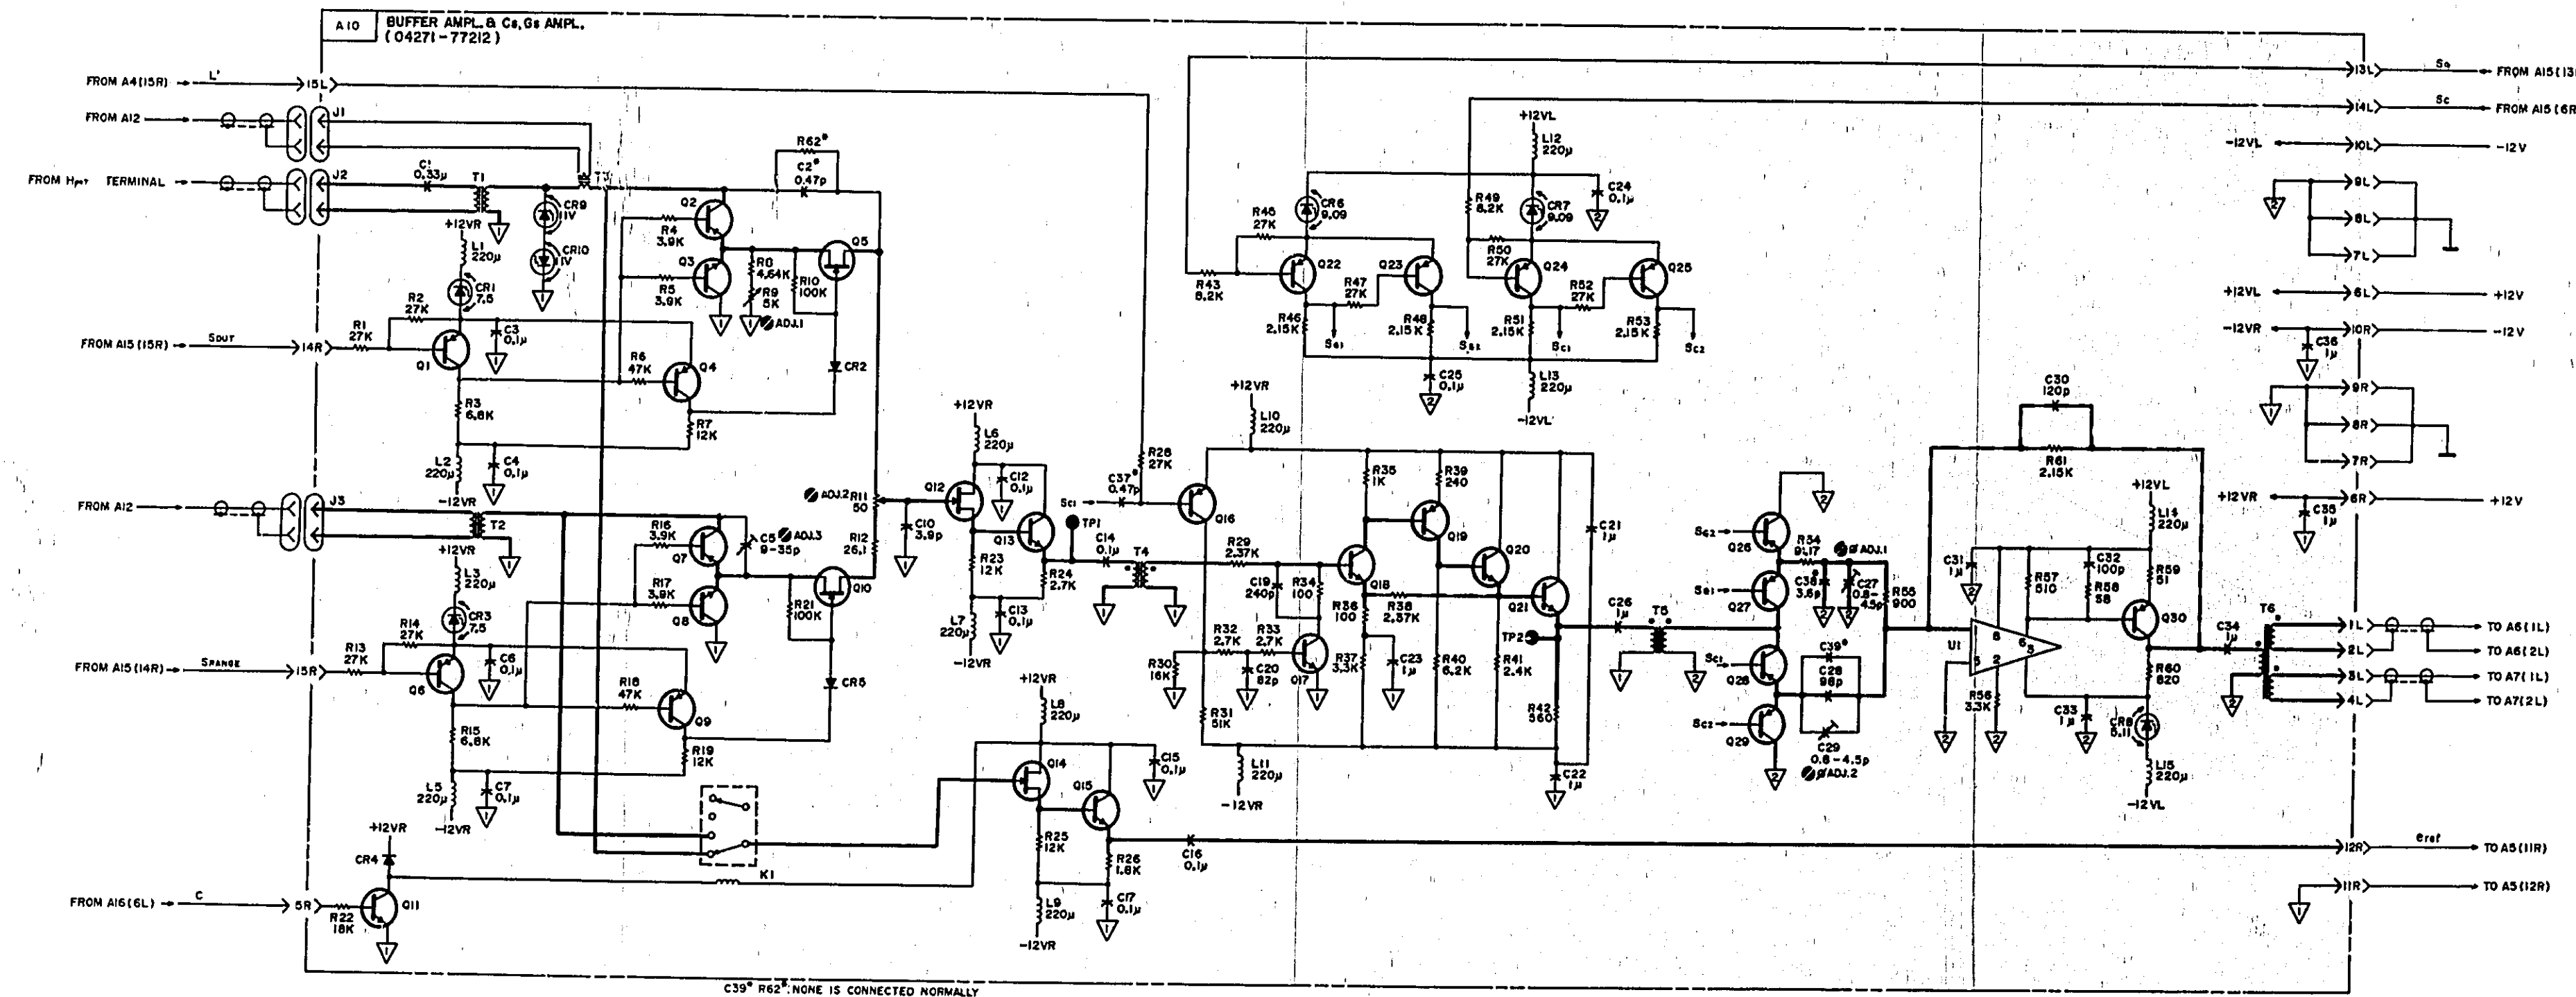 A10
BUFFER AMPL. & Cs, Gs AMPL.
(04271-77212)
FROM A4(15R)
L'
15L
FROM A12
J1
FROM Hpot TERMINAL
J2
C1
0.33μ
T1
CR9
11V
CR10
11V
R62*
C2*
0.47p
+12VR
L1
220μ
CR1
7.5
R2
27K
R1
27K
C3
0.1μ
FROM A15(15R)
SOUT
14R
Q1
R3
6.8K
L2
220μ
C4
0.1μ
-12VR
Q2
R4
3.9K
Q3
R5
3.9K
R8
4.64K
R9
5K
ADJ.1
R10
100K
Q5
R6
47K
Q4
CR2
R7
12K
FROM A12
J3
T2
+12VR
L3
220μ
CR3
7.5
R14
27K
R13
27K
C6
0.1μ
FROM A15(14R)
SRANGE
15R
Q6
R15
6.8K
L5
220μ
C7
0.1μ
-12VR
R16
3.9K
Q7
C5
9-35p
ADJ.3
R17
3.9K
Q8
R21
100K
Q10
R18
47K
Q9
CR5
R19
12K
ADJ.2
R11
50
R12
26.1
C10
3.9p
+12VR
CR4
FROM A16(6L)
C
5R
R22
18K
Q11
K1
+12VR
L6
220μ
C12
0.1μ
Q12
Q13
R23
12K
R24
2.7K
L7
220μ
C13
0.1μ
-12VR
TP1
C14
0.1μ
T4
+12VR
L8
220μ
Q14
Q15
C15
0.1μ
R25
12K
R26
1.8K
L9
220μ
C17
0.1μ
-12VR
C16
0.1μ
R28
27K
C37*
0.47p
Sc1
Q16
R29
2.37K
C19
240p
R34
100
R32
2.7K
R33
2.7K
R30
16K
C20
82p
Q17
R31
51K
+12VR
L10
220μ
L11
220μ
-12VR
R35
1K
R39
240
Q18
Q19
Q20
Q21
R36
100
R38
2.37K
R37
3.3K
C23
1μ
R40
6.2K
R41
2.4K
R42
560
C21
1μ
C22
1μ
TP2
C26
1μ
T5
R43
8.2K
R45
27K
CR6
9.09
Q22
R46
2.15K
SG1
R47
27K
Q23
R48
2.15K
+12VL
L12
220μ
C24
0.1μ
R49
8.2K
CR7
9.09
R50
27K
Q24
R51
2.15K
Sc1
R52
27K
Q25
R53
2.15K
Sc2
C25
0.1μ
L13
220μ
-12VL
Q26
Q27
Sc1
Q28
Sc2
Q29
ØADJ.1
C38*
3.6p
C27
0.8-
4.5p
R55
900
C39*
C28
98p
C29
0.8-4.5p
ØADJ.2
C30
120p
R61
2.15K
U1
C31
1μ
R57
510
C32
100p
R58
58
+12VL
L14
220μ
R59
51
Q30
R56
3.3K
C33
1μ
R60
820
CR8
5.11
L15
220μ
-12VL
C34
1μ
T6
1L
TO A6(1L)
2L
TO A6(2L)
3L
TO A7(1L)
4L
TO A7(2L)
13L
14L
Sc
FROM A15(6R)
-12VL
10L
-12V
9L
8L
7L
+12VL
6L
+12V
-12VR
10R
-12V
C36
1μ
9R
8R
7R
+12VR
6R
+12V
C35
1μ
12R
eref
TO A5(11R)
11R
TO A5(12R)
C39* R62*: NONE IS CONNECTED NORMALLY